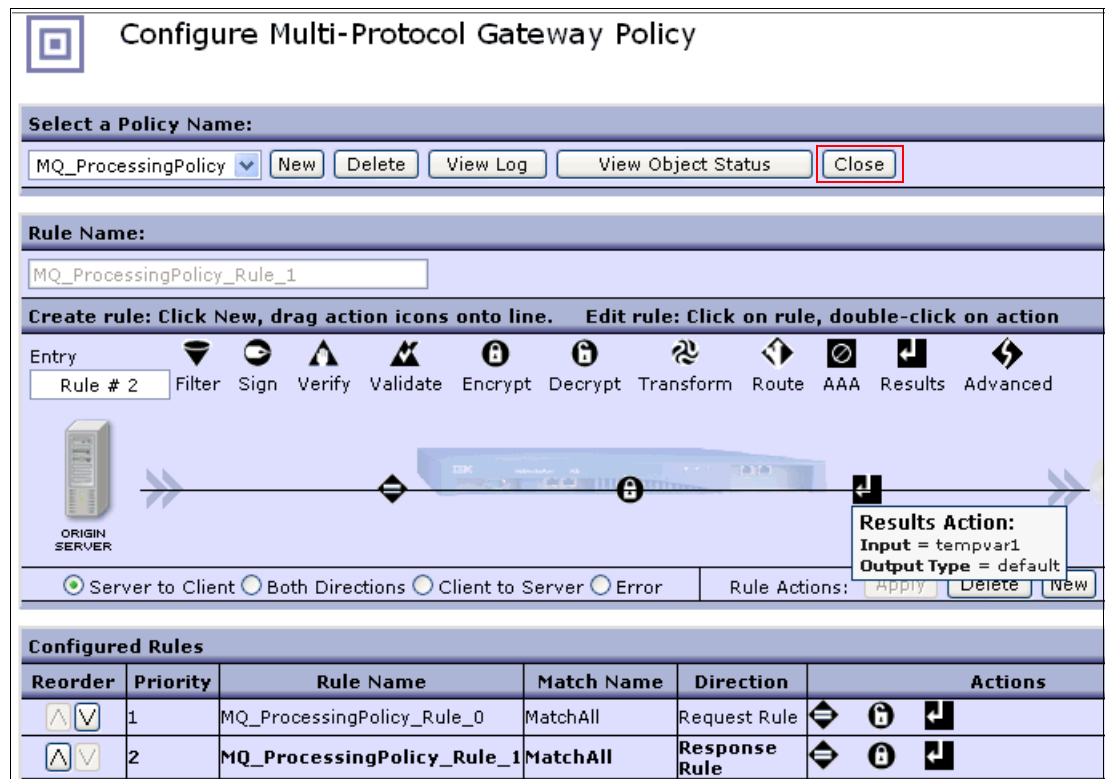 Configure Multi-Protocol Gateway Policy
Select a Policy Name:
MQ_ProcessingPolicy New Delete View Log View Object Status Close
Rule Name:
MQ_ProcessingPolicy_Rule_1
Create rule: Click New, drag action icons onto line. Edit rule: Click on rule, double-click on action
Entry
Rule # 2 Filter Sign Verify Validate Encrypt Decrypt Transform Route AAA Results Advanced
ORIGIN
SERVER
Results Action:
Input = tempvar1
Output Type = default
Server to Client Both Directions Client to Server Error Rule Actions: Apply Delete New
Configured Rules
Reorder Priority Rule Name Match Name Direction Actions
1 MQ_ProcessingPolicy_Rule_0 MatchAll Request Rule
2 MQ_ProcessingPolicy_Rule_1 MatchAll Response Rule